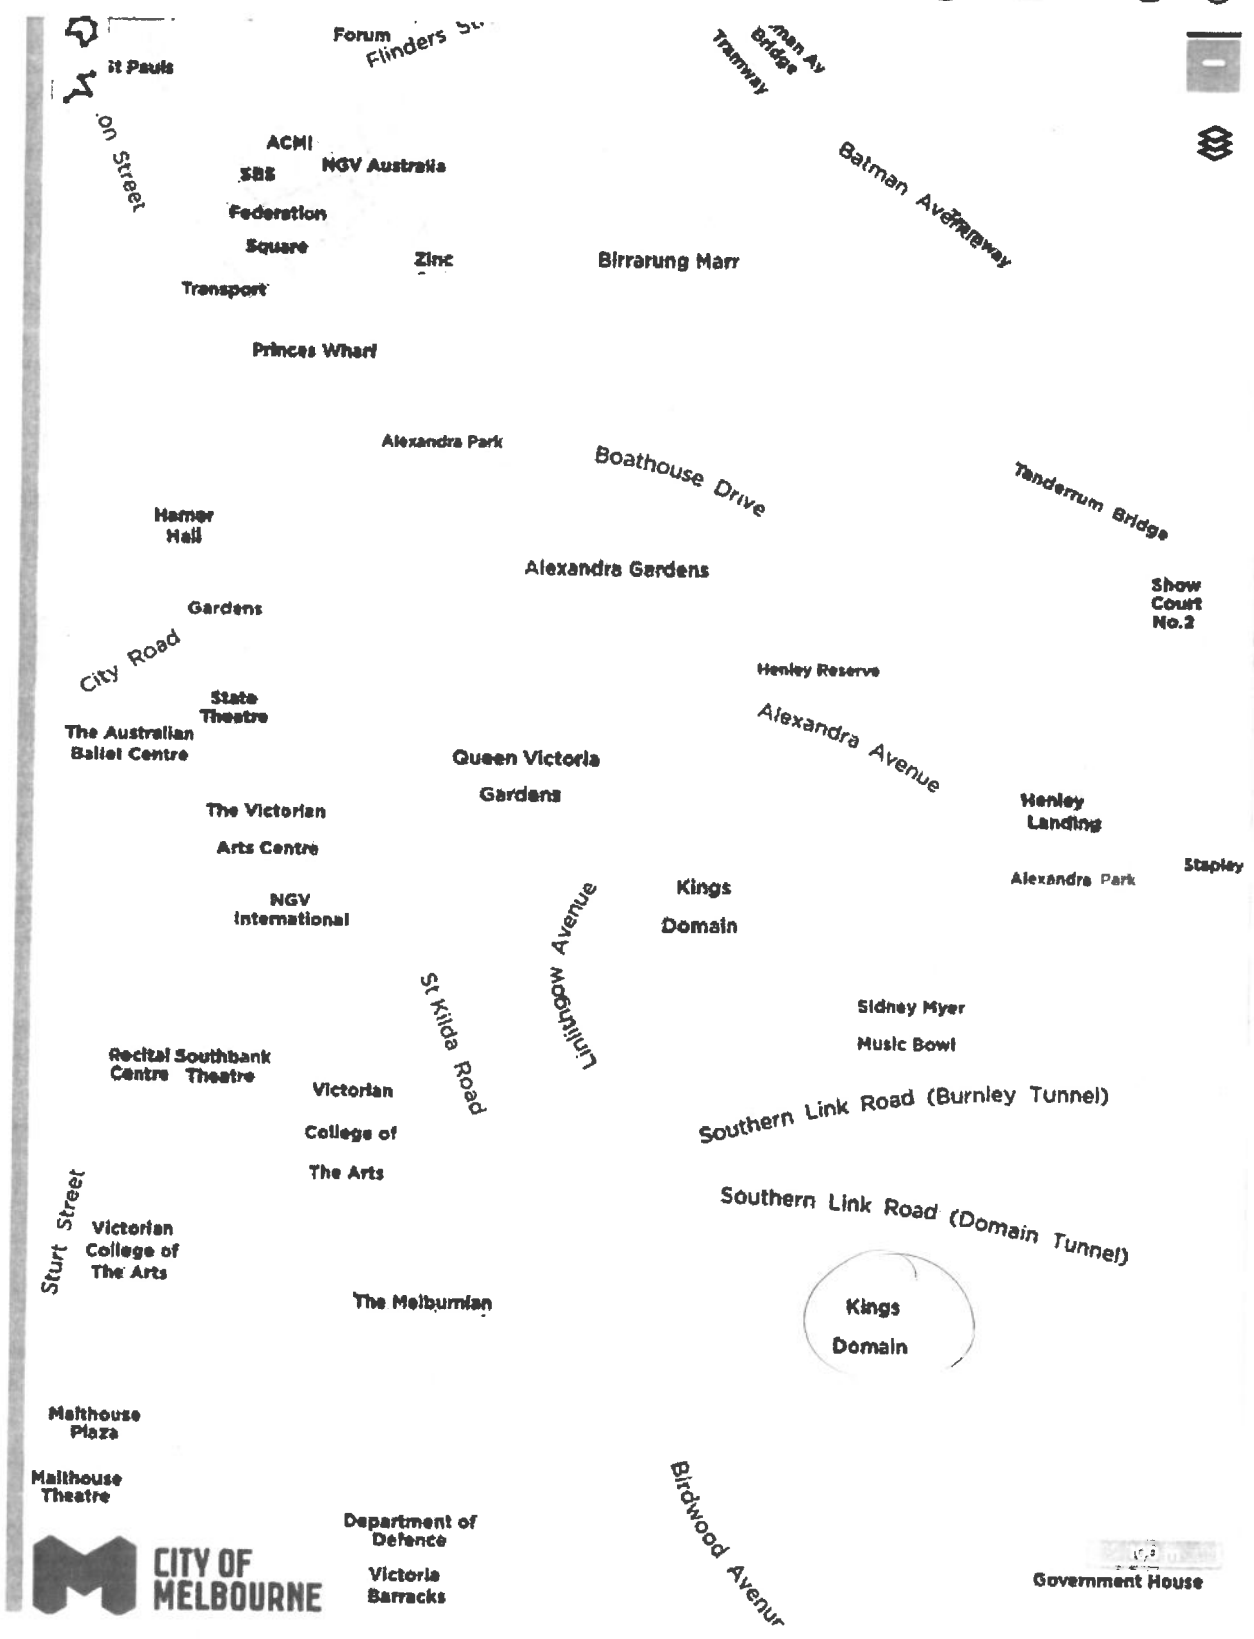 Forum
Flinders
St Pauls
Tramway
Bridge
ACMI
NGV Australia
SBS
Street
Federation
Square
Batman Avenue
Tramway
Zinc
Birrarung Marr
Transport
Princes Wharf
Alexandra Park
Boathouse Drive
Tanderrum Bridge
Hamer
Hall
Alexandra Gardens
Show
Court
No.2
Gardens
City Road
Henley Reserve
State
Theatre
Alexandra Avenue
The Australian
Ballet Centre
Queen Victoria
Gardens
Henley
Landing
The Victorian
Arts Centre
Stapley
Alexandra Park
Kings
Domain
NGV
International
Linlithgow Avenue
St Kilda Road
Sidney Myer
Music Bowl
Recital
Centre
Southbank
Theatre
Victorian
College of
The Arts
Southern Link Road (Burnley Tunnel)
Southern Link Road (Domain Tunnel)
Sturt Street
Victorian
College of
The Arts
The Melburnian
Kings
Domain
Malthouse
Plaza
Malthouse
Theatre
Birdwood Avenue
Department of
Defence
Victoria
Barracks
Government House
CITY OF
MELBOURNE